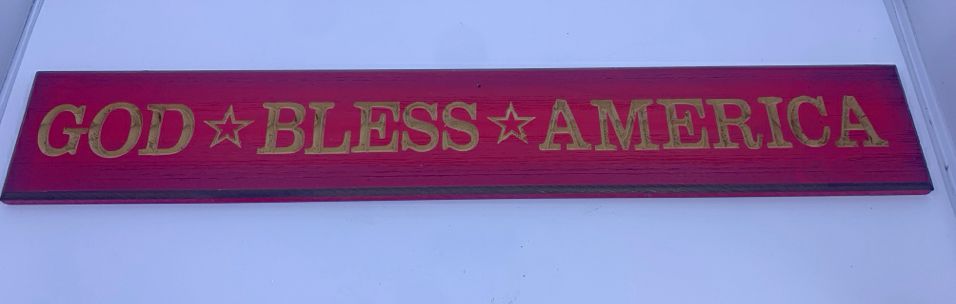 GOD ☆ BLESS ☆ AMERICA